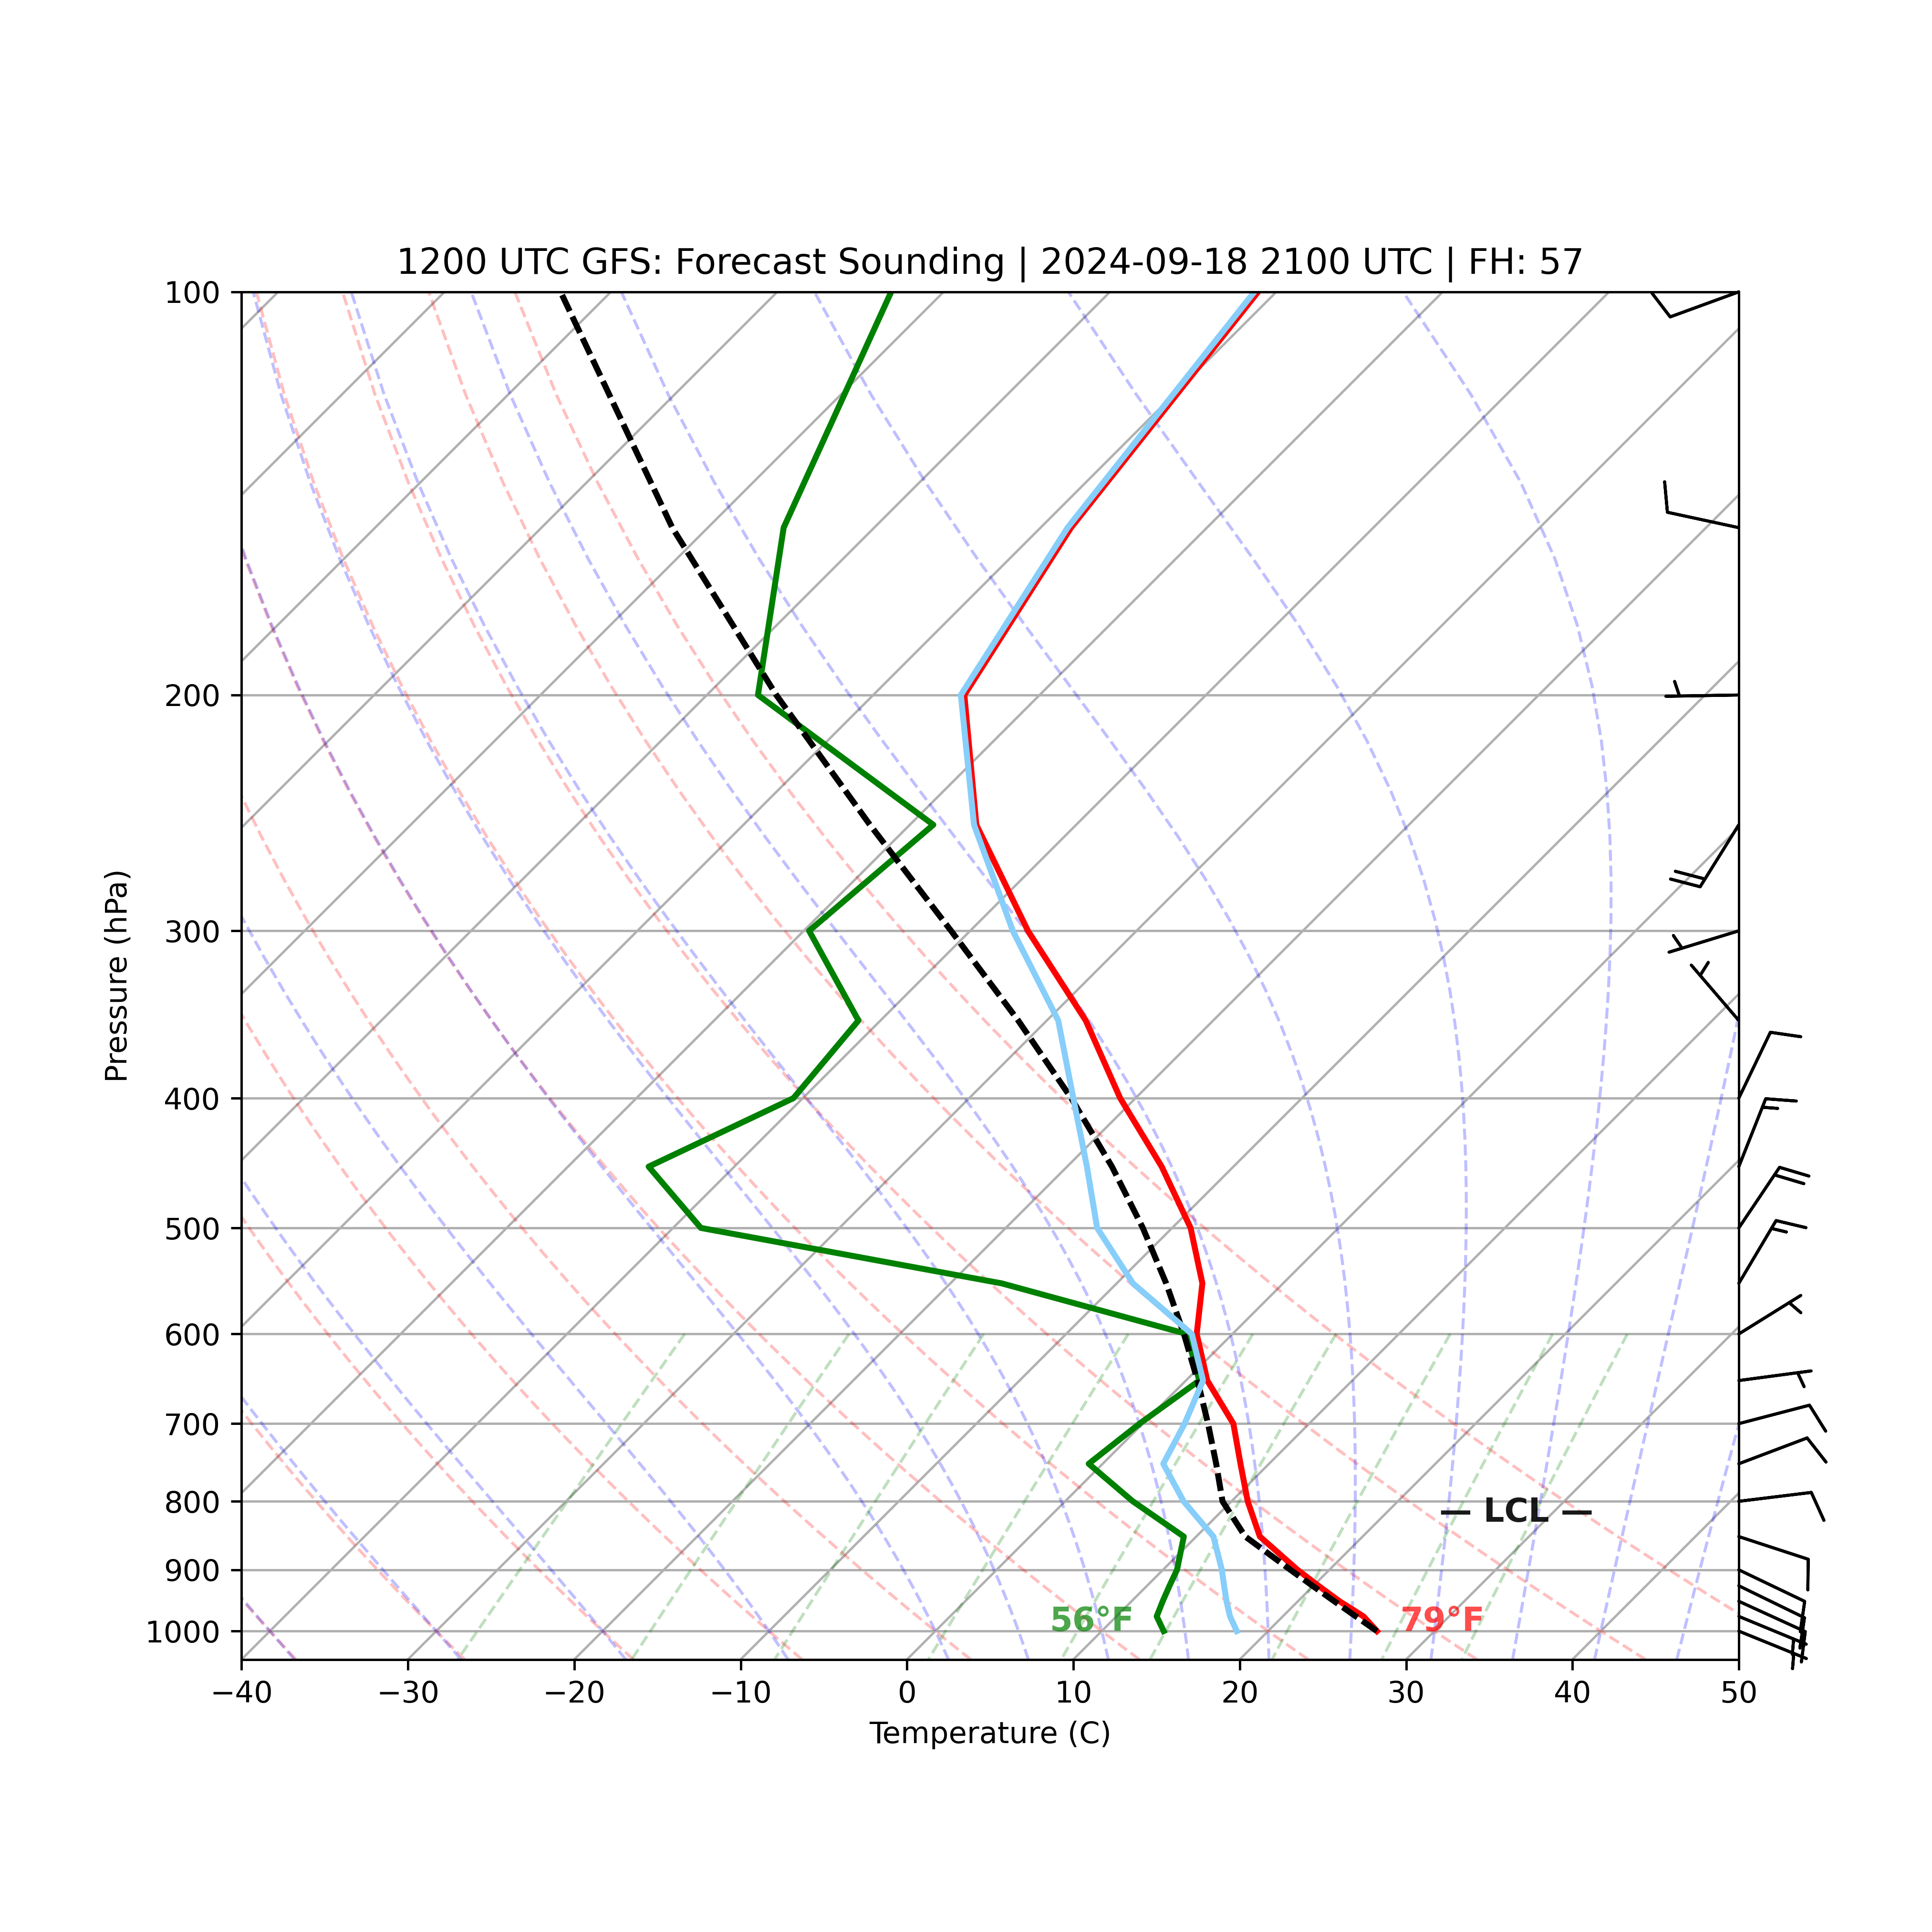 1200 UTC GFS: Forecast Sounding | 2024-09-18 2100 UTC | FH: 57
100
200
300
400
500
600
700
800
900
1000
Pressure (hPa)
— LCL —
56°F
79°F
−40 −30 −20 −10 0 10 20 30 40 50
Temperature (C)